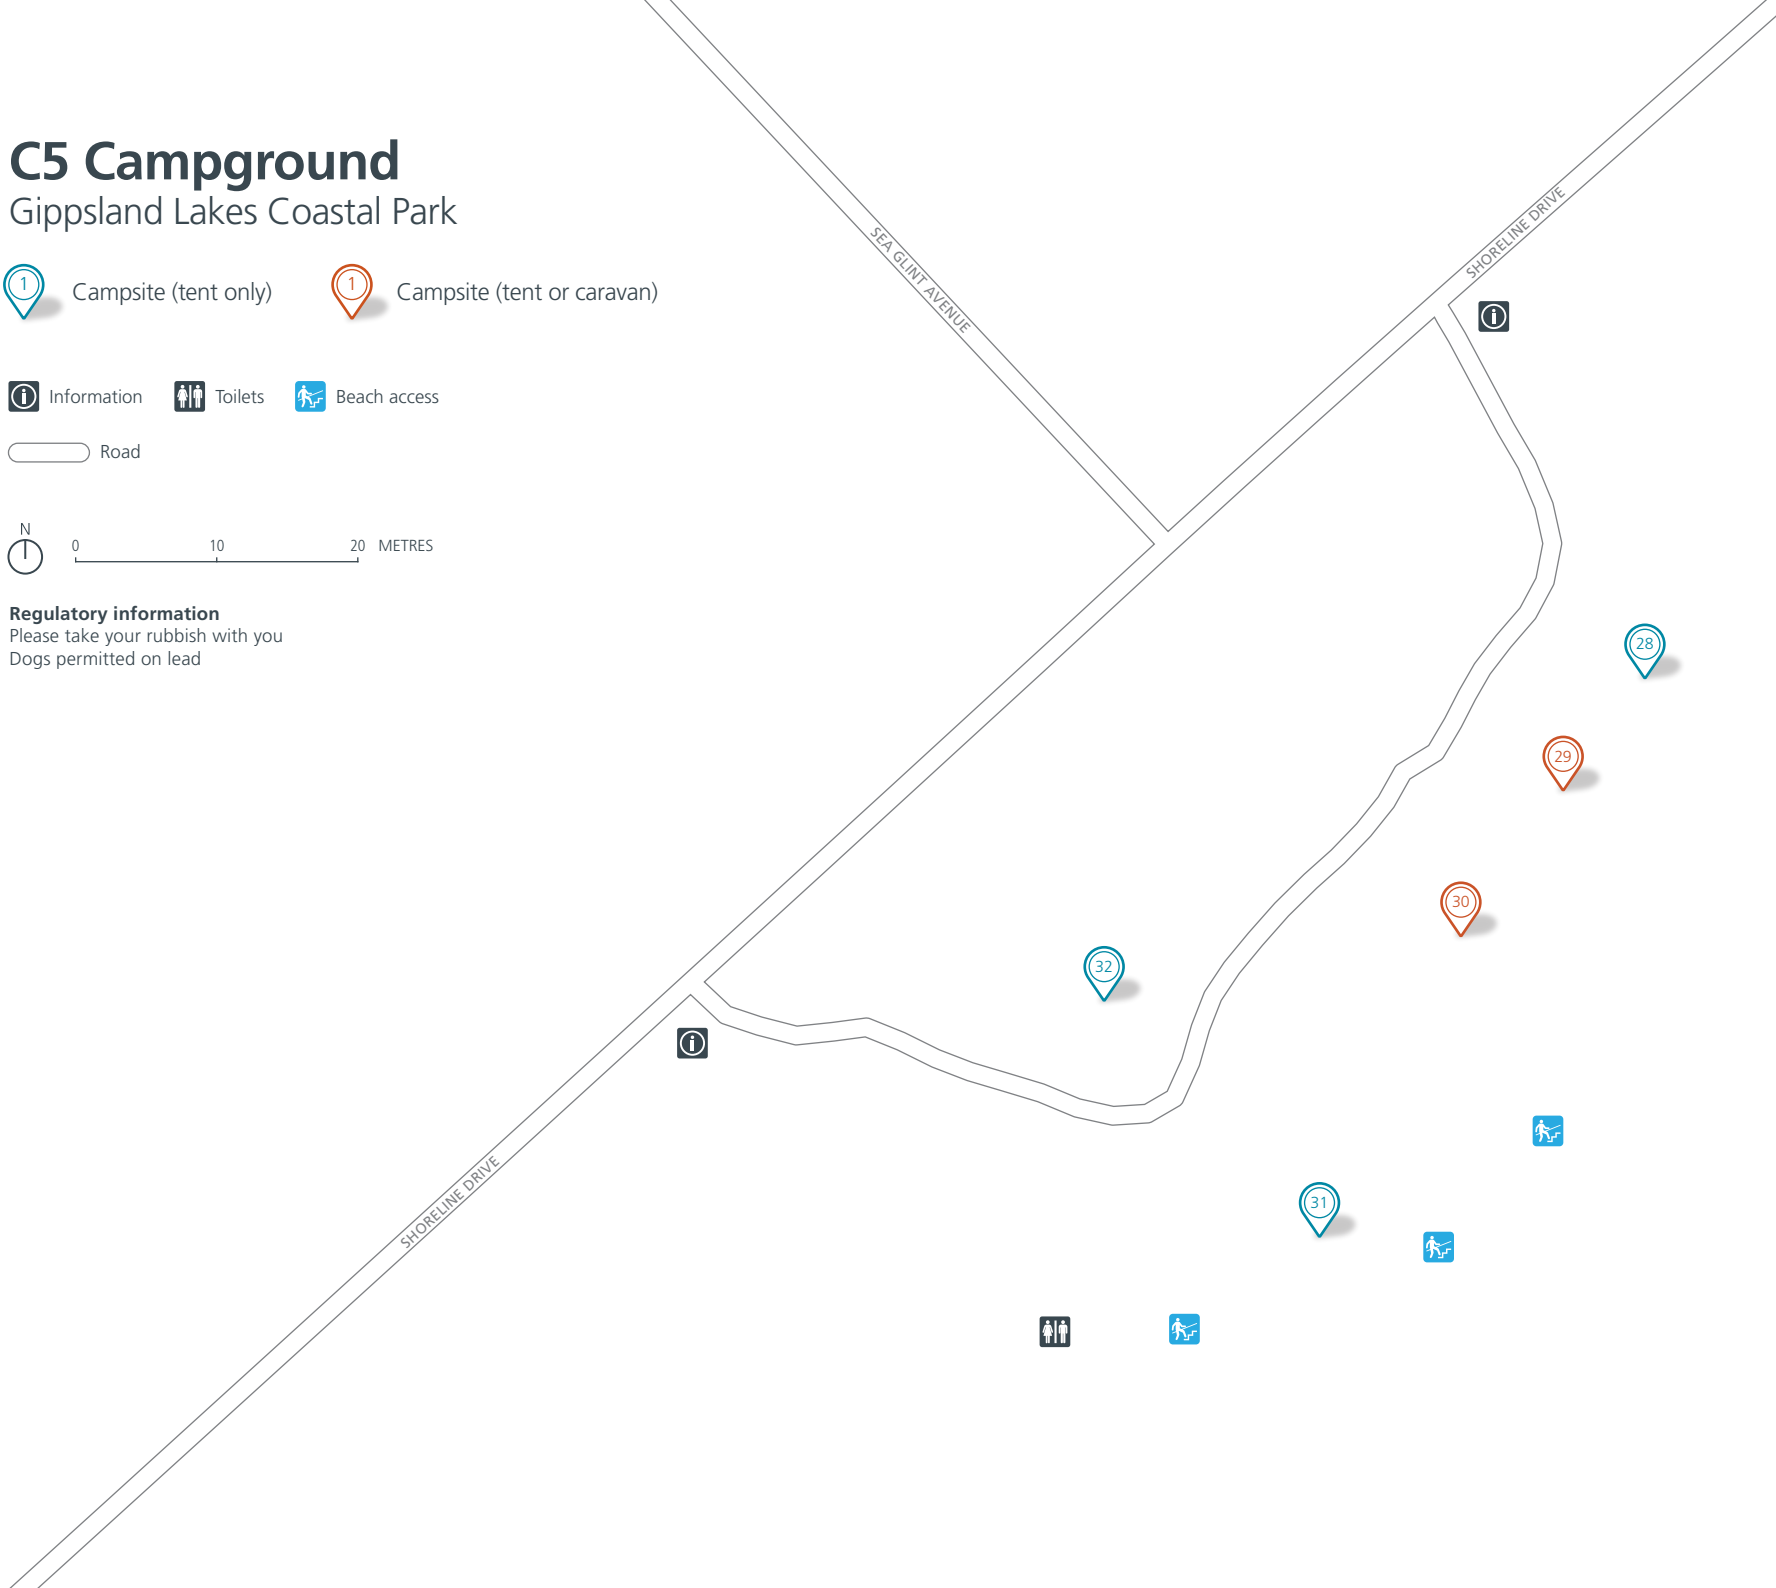 C5 Campground
Gippsland Lakes Coastal Park
1 Campsite (tent only)
1 Campsite (tent or caravan)
Information
Toilets
Beach access
Road
N
0 10 20 METRES
Regulatory information
Please take your rubbish with you
Dogs permitted on lead
SEA GLINT AVENUE
SHORELINE DRIVE
28
29
30
32
31
SHORELINE DRIVE